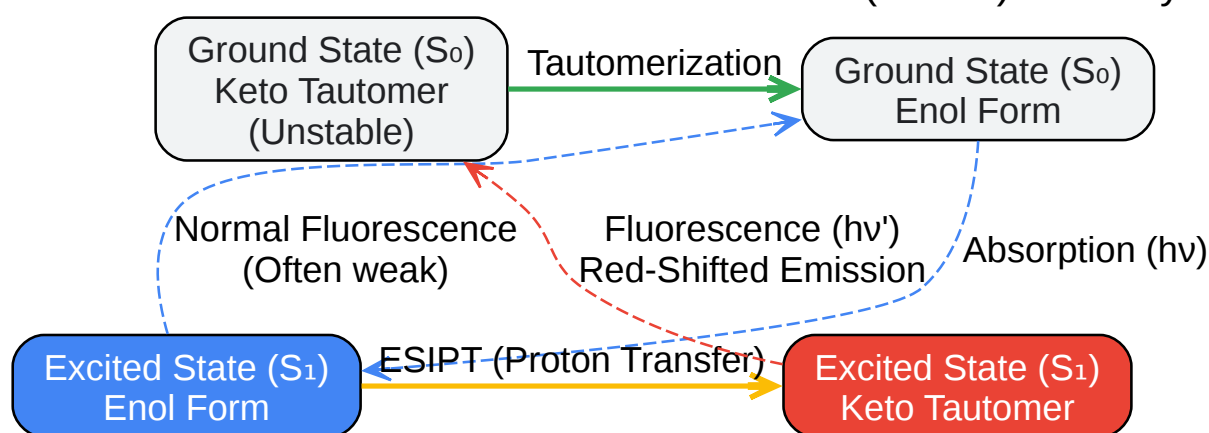 Ground State (S₀)
Keto Tautomer
(Unstable)
Tautomerization
Ground State (S₀)
Enol Form
Normal Fluorescence
(Often weak)
Fluorescence (hν')
Red-Shifted Emission
Absorption (hν)
Excited State (S₁)
Enol Form
ESIPT (Proton Transfer)
Excited State (S₁)
Keto Tautomer